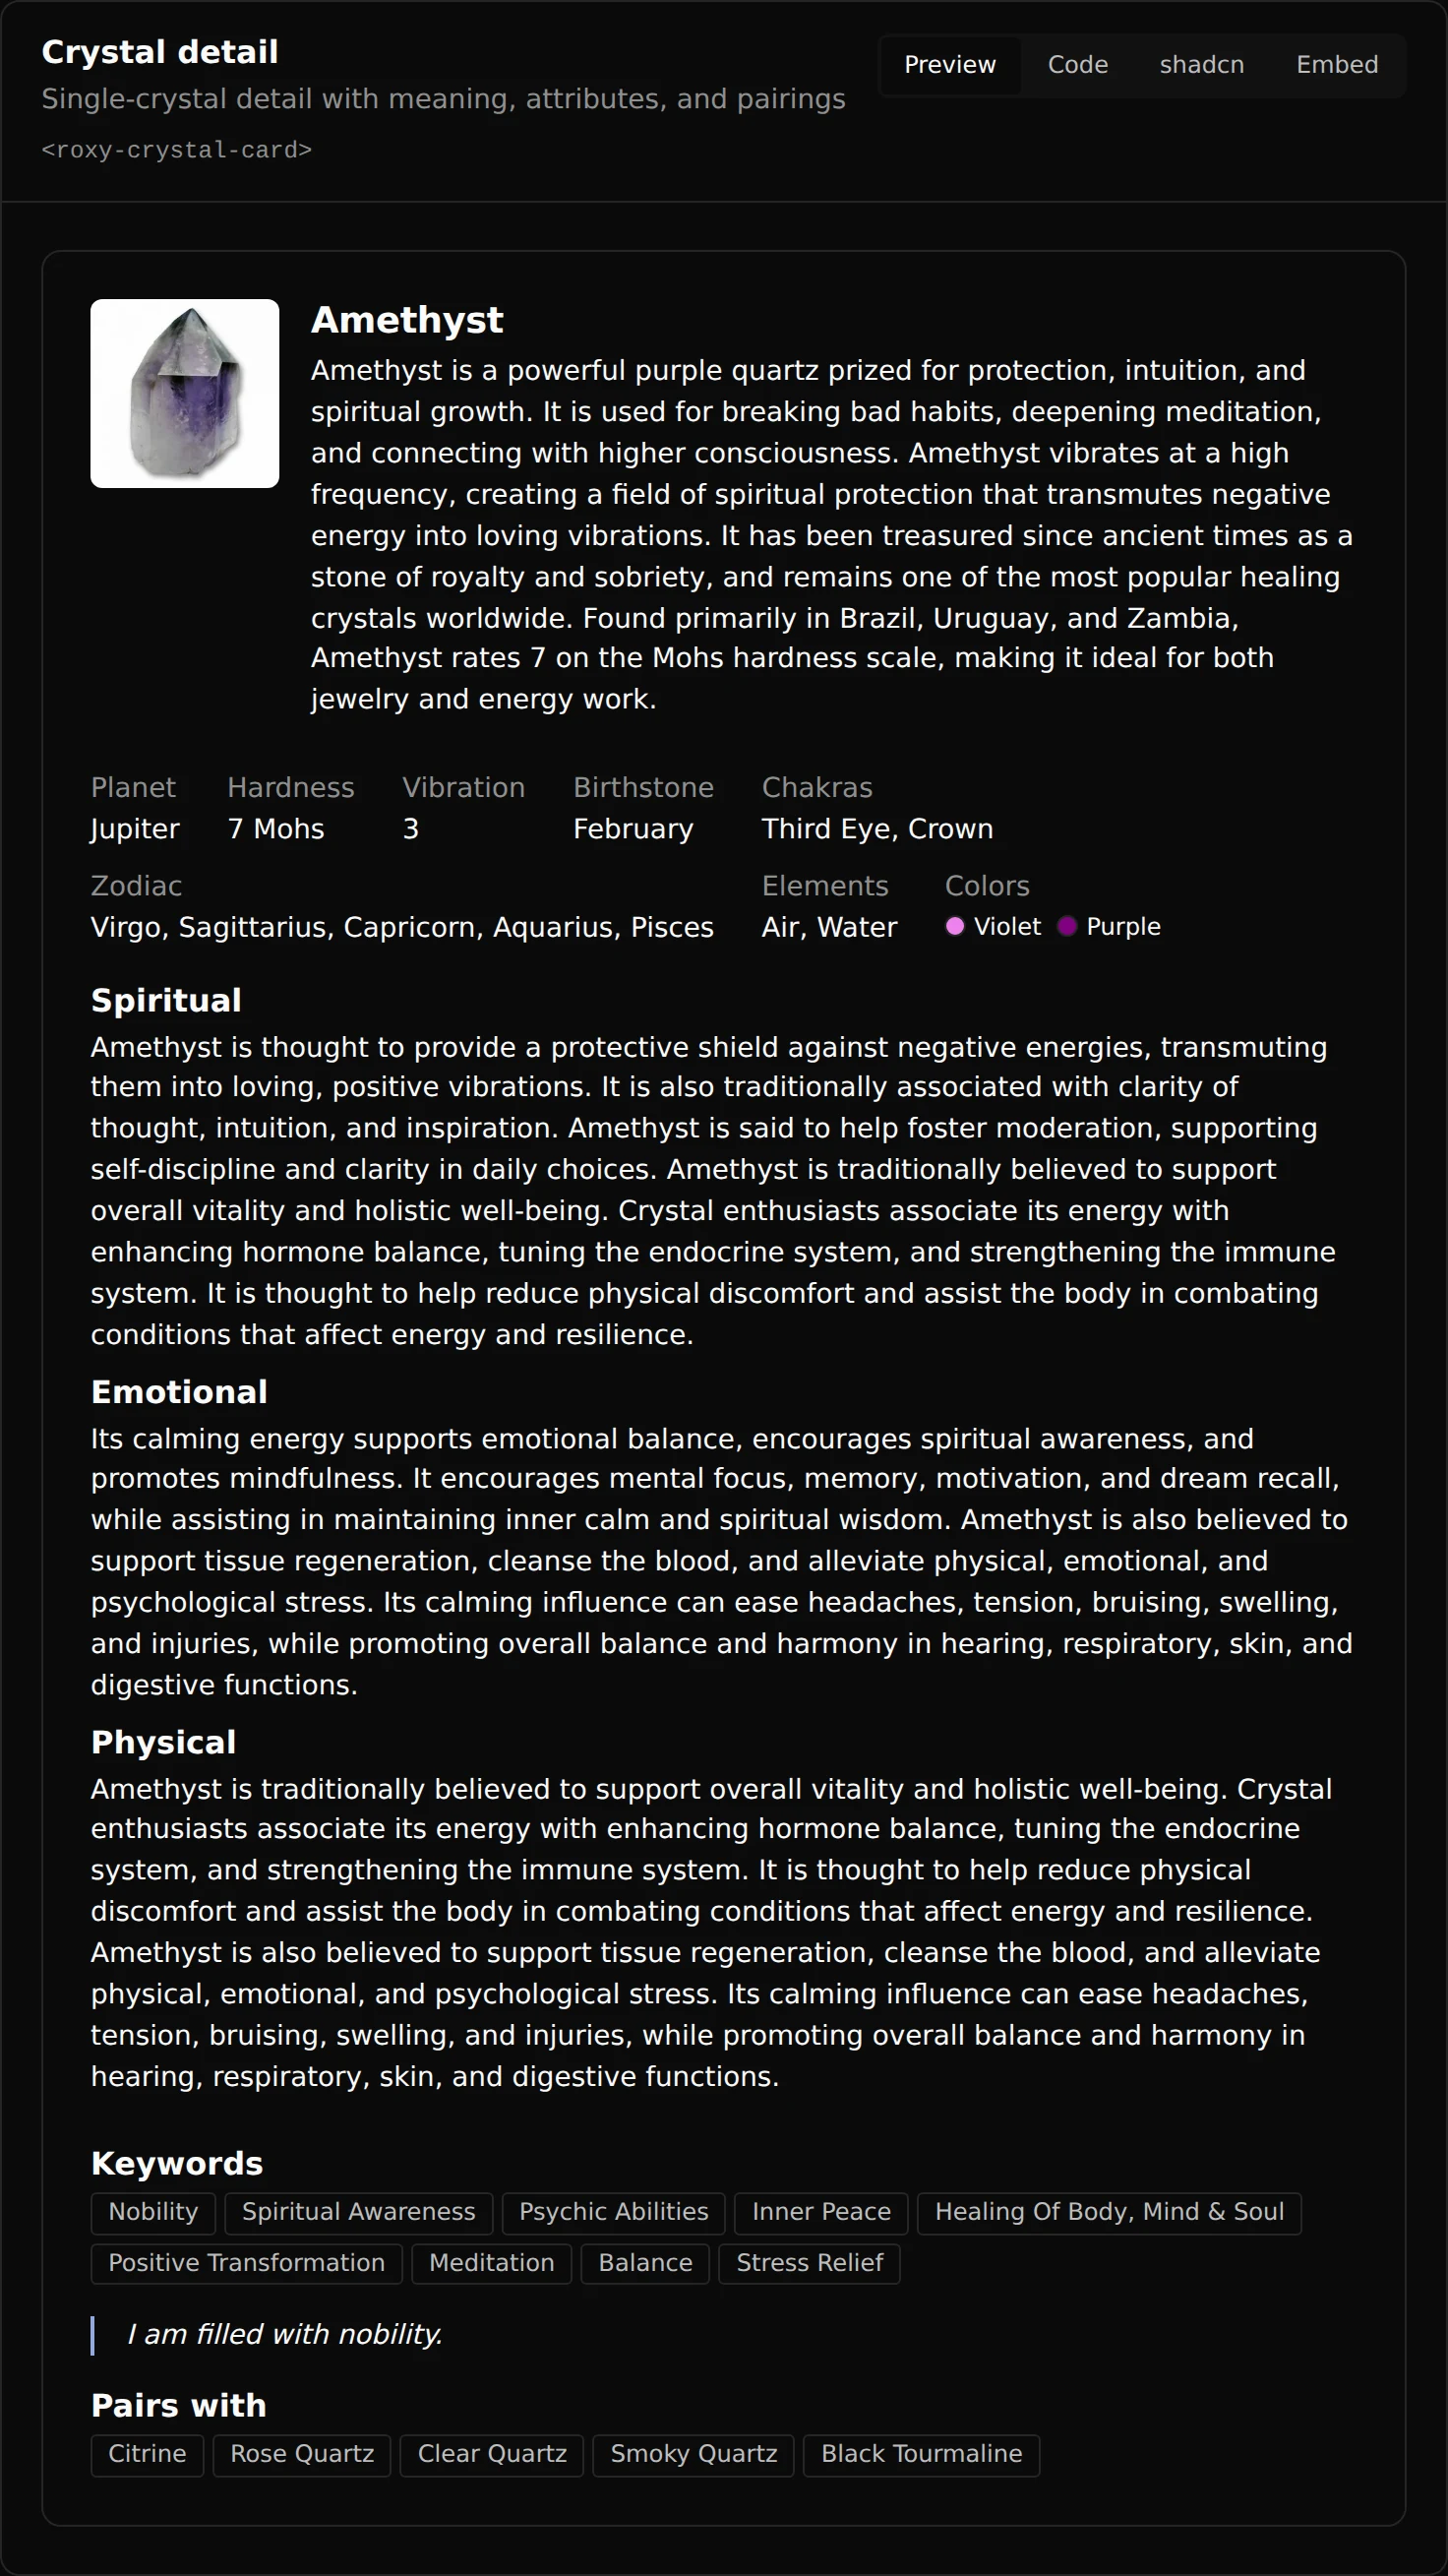 Crystal detail
Single-crystal detail with meaning, attributes, and pairings
<roxy-crystal-card>
Preview Code shadcn Embed
Amethyst
Amethyst is a powerful purple quartz prized for protection, intuition, and
spiritual growth. It is used for breaking bad habits, deepening meditation,
and connecting with higher consciousness. Amethyst vibrates at a high
frequency, creating a field of spiritual protection that transmutes negative
energy into loving vibrations. It has been treasured since ancient times as a
stone of royalty and sobriety, and remains one of the most popular healing
crystals worldwide. Found primarily in Brazil, Uruguay, and Zambia,
Amethyst rates 7 on the Mohs hardness scale, making it ideal for both
jewelry and energy work.
Planet Hardness Vibration Birthstone Chakras
Jupiter 7 Mohs 3 February Third Eye, Crown
Zodiac Elements Colors
Virgo, Sagittarius, Capricorn, Aquarius, Pisces Air, Water Violet Purple
Spiritual
Amethyst is thought to provide a protective shield against negative energies, transmuting
them into loving, positive vibrations. It is also traditionally associated with clarity of
thought, intuition, and inspiration. Amethyst is said to help foster moderation, supporting
self-discipline and clarity in daily choices. Amethyst is traditionally believed to support
overall vitality and holistic well-being. Crystal enthusiasts associate its energy with
enhancing hormone balance, tuning the endocrine system, and strengthening the immune
system. It is thought to help reduce physical discomfort and assist the body in combating
conditions that affect energy and resilience.
Emotional
Its calming energy supports emotional balance, encourages spiritual awareness, and
promotes mindfulness. It encourages mental focus, memory, motivation, and dream recall,
while assisting in maintaining inner calm and spiritual wisdom. Amethyst is also believed to
support tissue regeneration, cleanse the blood, and alleviate physical, emotional, and
psychological stress. Its calming influence can ease headaches, tension, bruising, swelling,
and injuries, while promoting overall balance and harmony in hearing, respiratory, skin, and
digestive functions.
Physical
Amethyst is traditionally believed to support overall vitality and holistic well-being. Crystal
enthusiasts associate its energy with enhancing hormone balance, tuning the endocrine
system, and strengthening the immune system. It is thought to help reduce physical
discomfort and assist the body in combating conditions that affect energy and resilience.
Amethyst is also believed to support tissue regeneration, cleanse the blood, and alleviate
physical, emotional, and psychological stress. Its calming influence can ease headaches,
tension, bruising, swelling, and injuries, while promoting overall balance and harmony in
hearing, respiratory, skin, and digestive functions.
Keywords
Nobility Spiritual Awareness Psychic Abilities Inner Peace Healing Of Body, Mind & Soul
Positive Transformation Meditation Balance Stress Relief
I am filled with nobility.
Pairs with
Citrine Rose Quartz Clear Quartz Smoky Quartz Black Tourmaline